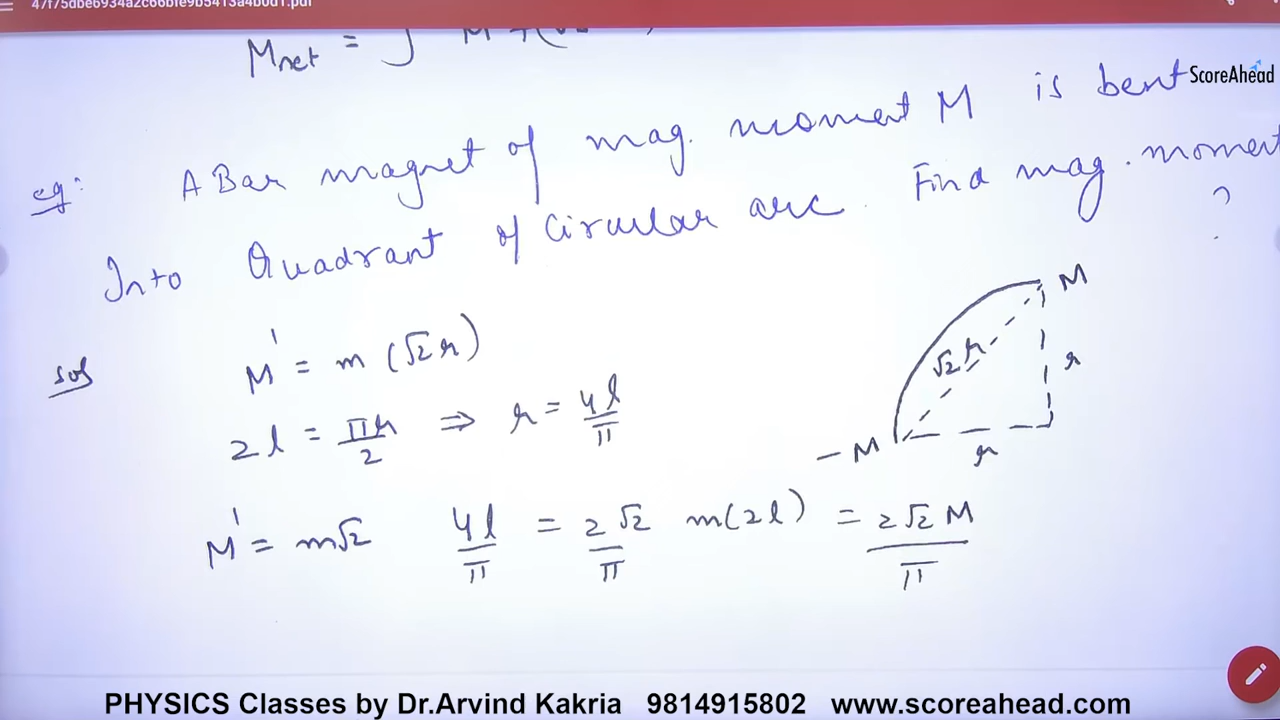 47f75dbe6934a2c66bfe9b5413a4b0d1.pdf
Mnet = ∫
ScoreAhead
eg: A Bar magnet of mag. moment M is bent
Into Quadrant of Circular arc. Find mag. moment ?
sol M' = m (√2 r)
2l = πr/2 ⇒ r = 4l/π
M' = m√2 4l/π = 2√2/π m(2l) = 2√2 M/π
M
√2 r
r
-M
r
PHYSICS Classes by Dr.Arvind Kakria 9814915802 www.scoreahead.com